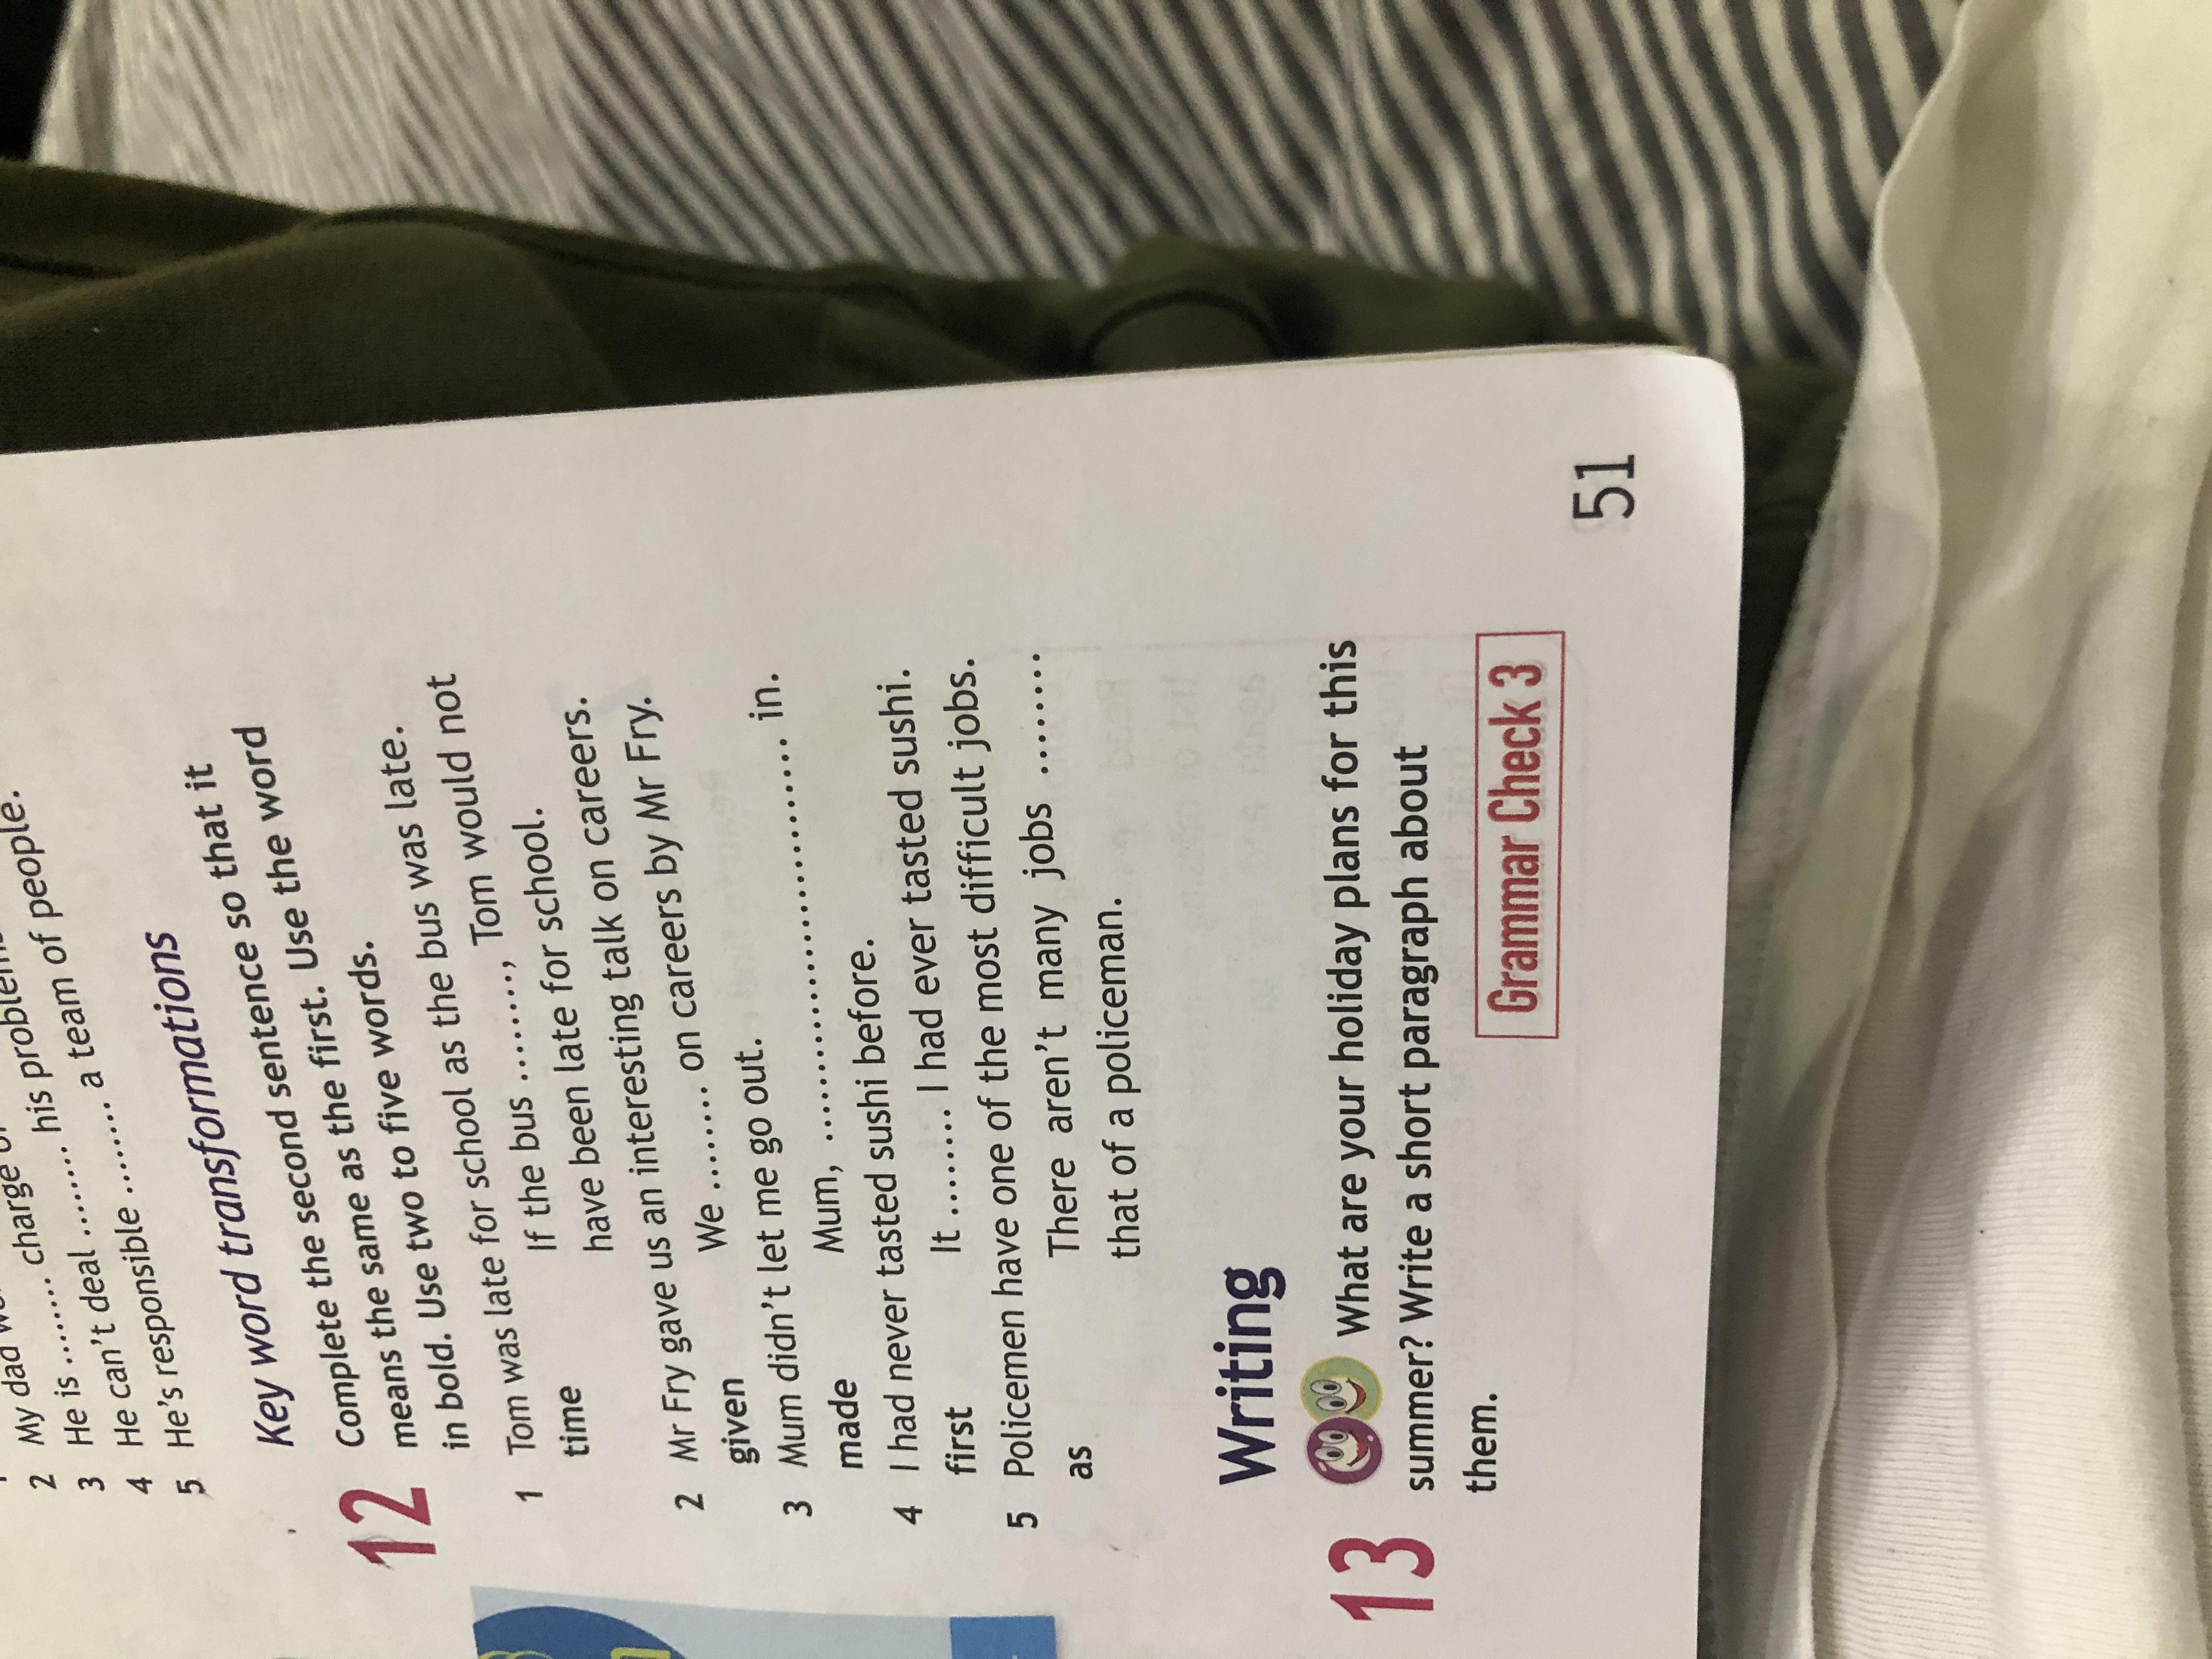 2 My dad charge
3 He is ........ his problems
4 He can't deal ........ a team of people.
5 He's responsible ........
Key word transformations
12 Complete the second sentence so that it
means the same as the first. Use the word
in bold. Use two to five words.
1 Tom was late for school as the bus was late.
time If the bus ........, Tom would not
have been late for school.
2 Mr Fry gave us an interesting talk on careers.
given We ........ on careers by Mr Fry.
3 Mum didn't let me go out.
made Mum, ........................................ in.
4 I had never tasted sushi before.
first It ........ I had ever tasted sushi.
5 Policemen have one of the most difficult jobs.
as There aren't many jobs ........
that of a policeman.
Writing
13 What are your holiday plans for this
summer? Write a short paragraph about
them.
Grammar Check 3
51